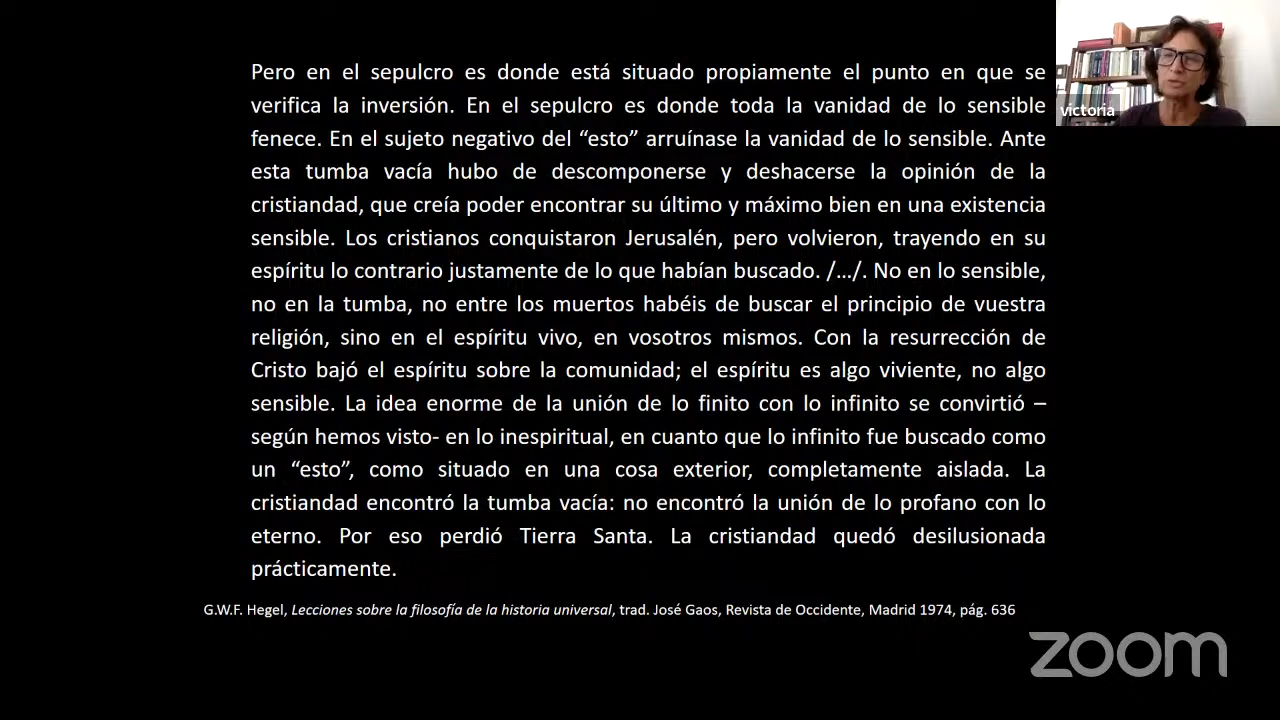 Pero en el sepulcro es donde está situado propiamente el punto en que se
verifica la inversión. En el sepulcro es donde toda la vanidad de lo sensible
fenece. En el sujeto negativo del “esto” arruínase la vanidad de lo sensible. Ante
esta tumba vacía hubo de descomponerse y deshacerse la opinión de la
cristiandad, que creía poder encontrar su último y máximo bien en una existencia
sensible. Los cristianos conquistaron Jerusalén, pero volvieron, trayendo en su
espíritu lo contrario justamente de lo que habían buscado. /…/. No en lo sensible,
no en la tumba, no entre los muertos habéis de buscar el principio de vuestra
religión, sino en el espíritu vivo, en vosotros mismos. Con la resurrección de
Cristo bajó el espíritu sobre la comunidad; el espíritu es algo viviente, no algo
sensible. La idea enorme de la unión de lo finito con lo infinito se convirtió –
según hemos visto- en lo inespiritual, en cuanto que lo infinito fue buscado como
un “esto”, como situado en una cosa exterior, completamente aislada. La
cristiandad encontró la tumba vacía: no encontró la unión de lo profano con lo
eterno. Por eso perdió Tierra Santa. La cristiandad quedó desilusionada
prácticamente.
G.W.F. Hegel, Lecciones sobre la filosofía de la historia universal, trad. José Gaos, Revista de Occidente, Madrid 1974, pág. 636
victoria
zoom